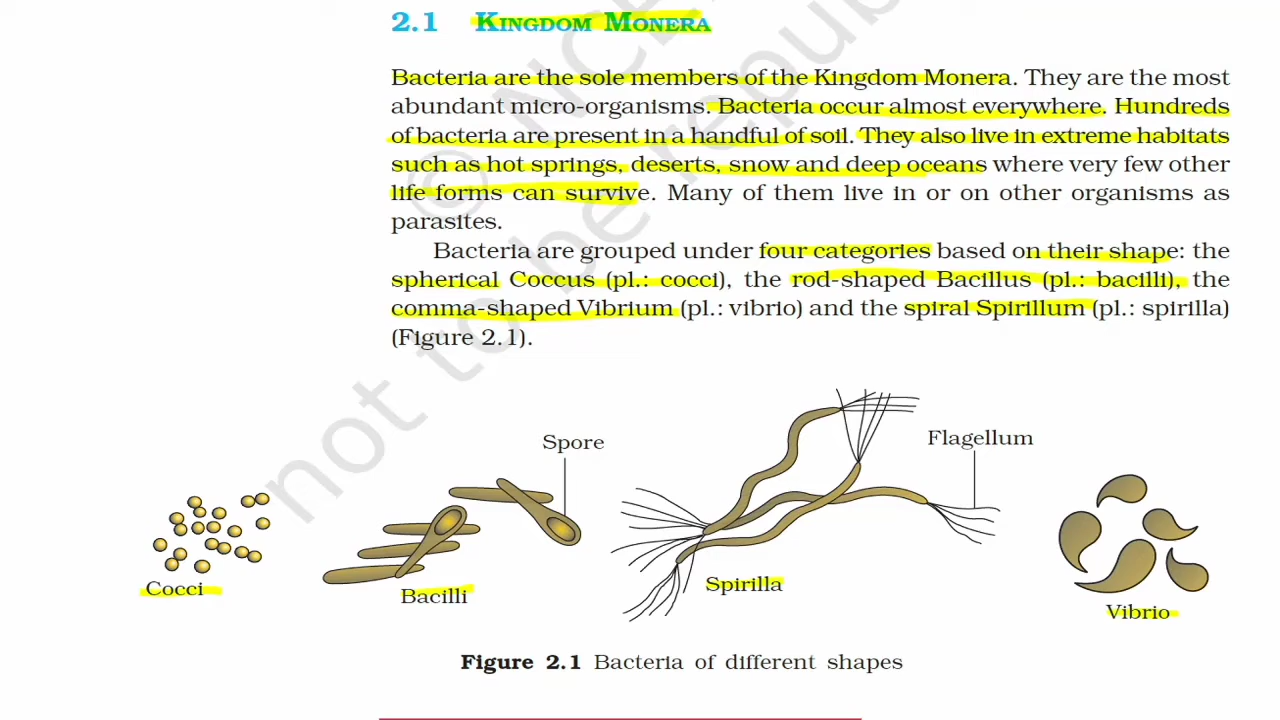 2.1 KINGDOM MONERA
Bacteria are the sole members of the Kingdom Monera. They are the most
abundant micro-organisms. Bacteria occur almost everywhere. Hundreds
of bacteria are present in a handful of soil. They also live in extreme habitats
such as hot springs, deserts, snow and deep oceans where very few other
life forms can survive. Many of them live in or on other organisms as
parasites.
Bacteria are grouped under four categories based on their shape: the
spherical Coccus (pl.: cocci), the rod-shaped Bacillus (pl.: bacilli), the
comma-shaped Vibrium (pl.: vibrio) and the spiral Spirillum (pl.: spirilla)
(Figure 2.1).
Spore
Flagellum
Cocci
Bacilli
Spirilla
Vibrio
Figure 2.1 Bacteria of different shapes
© NCE
not to be republ